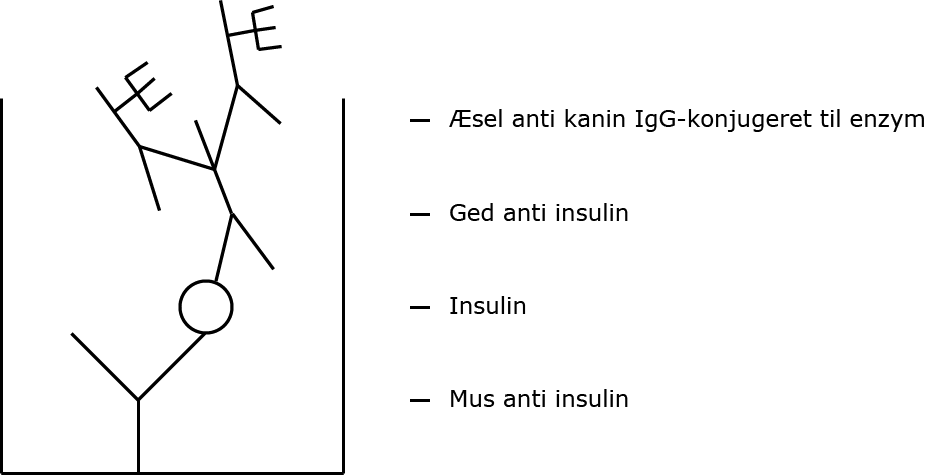 E
E
— Æsel anti kanin IgG-konjugeret til enzym
— Ged anti insulin
— Insulin
— Mus anti insulin